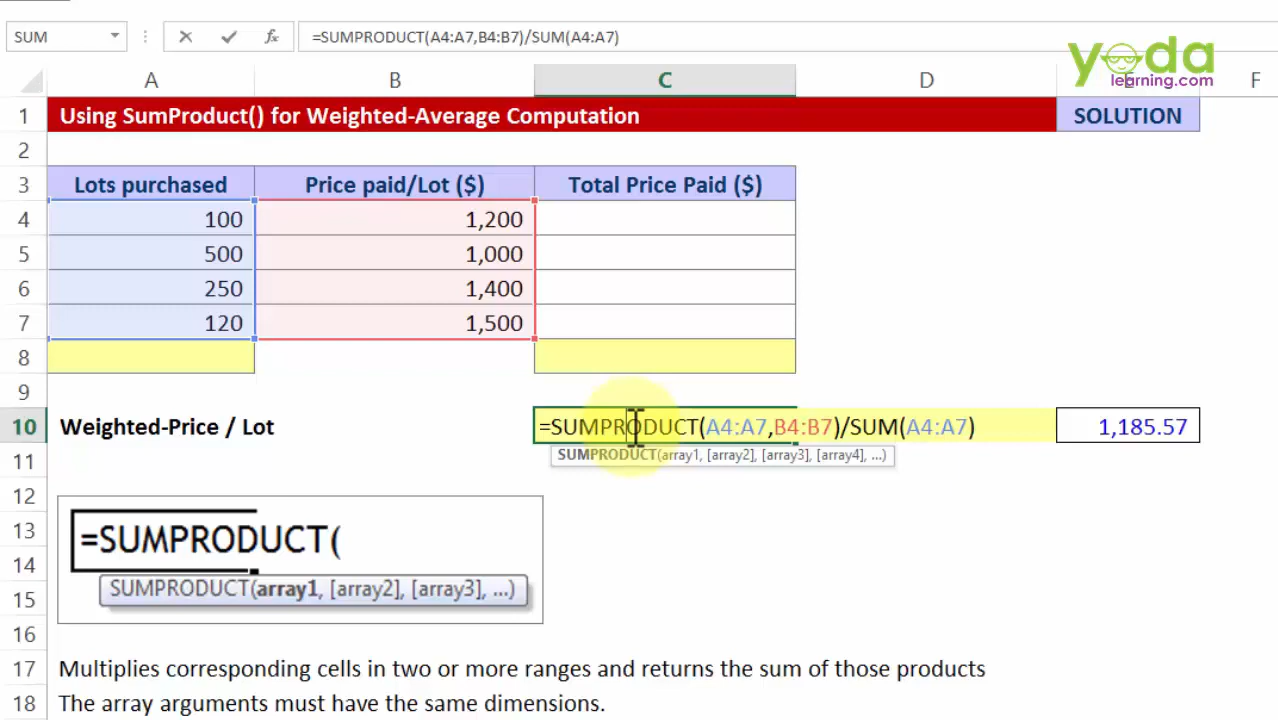 SUM
fx
=SUMPRODUCT(A4:A7,B4:B7)/SUM(A4:A7)
yoda
learning.com
A B C D E F
1 Using SumProduct() for Weighted-Average Computation SOLUTION
2
3 Lots purchased Price paid/Lot ($) Total Price Paid ($)
4 100 1,200
5 500 1,000
6 250 1,400
7 120 1,500
8
9
10 Weighted-Price / Lot =SUMPRODUCT(A4:A7,B4:B7)/SUM(A4:A7) 1,185.57
SUMPRODUCT(array1, [array2], [array3], [array4], ...)
11
12
13 =SUMPRODUCT(
14
15 SUMPRODUCT(array1, [array2], [array3], ...)
16
17 Multiplies corresponding cells in two or more ranges and returns the sum of those products
18 The array arguments must have the same dimensions.